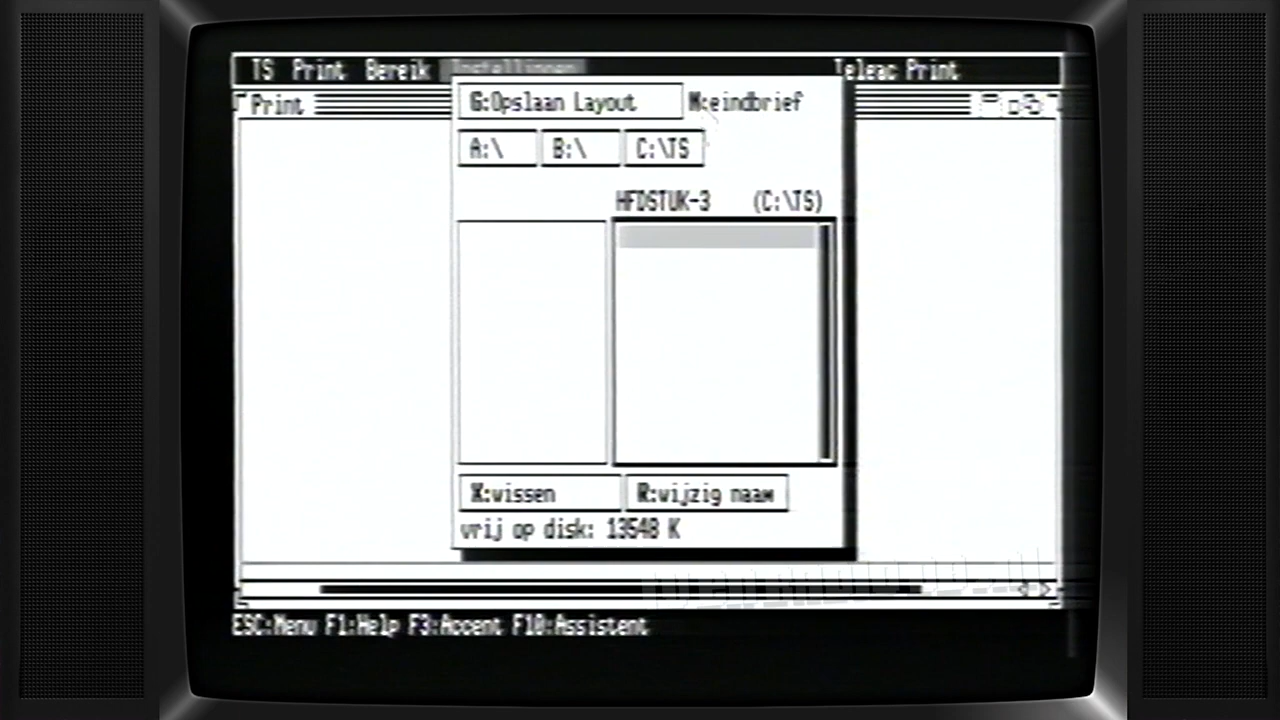 TS Print Bereik Instellingen Teleac Print
Print
G:Opslaan Layout N:eindbrief
A:\ B:\ C:\TS
HFDSTUK-3 (C:\TS)
X:wissen R:wijzig naam
vrij op disk: 13548 K
ESC:Menu F1:Help F3:Accent F10:Assistent